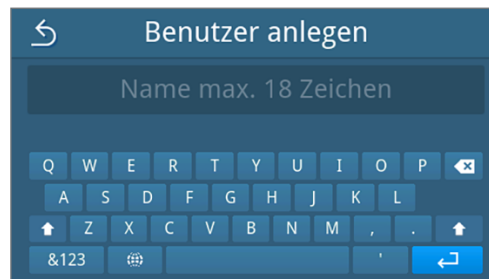 Benutzer anlegen
Name max. 18 Zeichen
Q W E R T Y U I O P
A S D F G H J K L
Z X C V B N M , .
&123 '